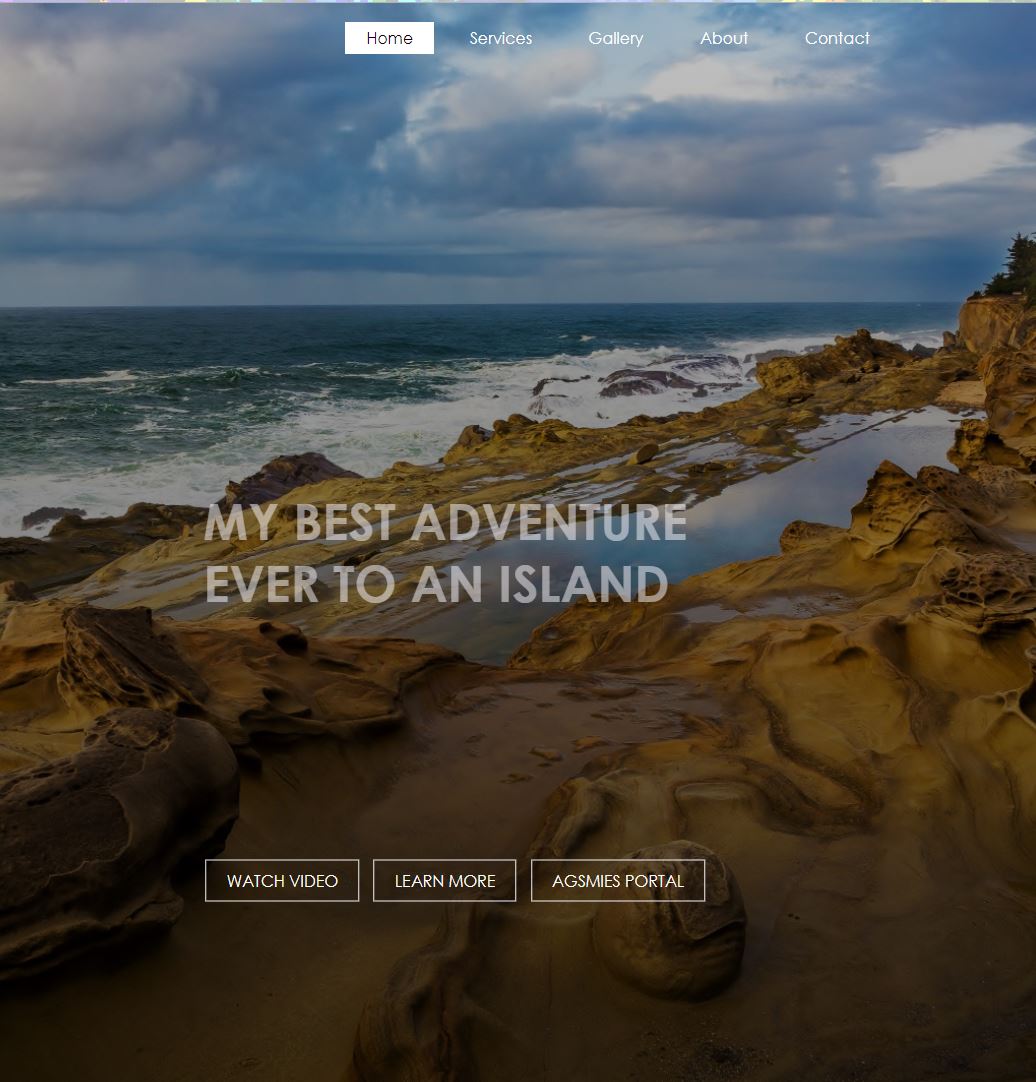 Home Services Gallery About Contact
MY BEST ADVENTURE
EVER TO AN ISLAND
WATCH VIDEO LEARN MORE AGSMIES PORTAL